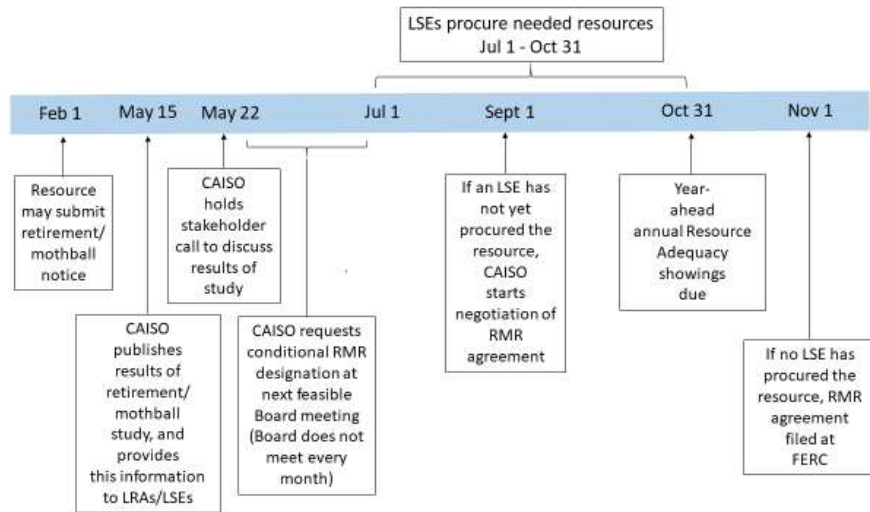 LSEs procure needed resources
Jul 1 - Oct 31
Feb 1
May 15
May 22
Jul 1
Sept 1
Oct 31
Nov 1
Resource
may submit
retirement/
mothball
notice
CAISO
publishes
results of
retirement/
mothball
study, and
provides
this information
to LRAs/LSEs
CAISO
holds
stakeholder
call to discuss
results of
study
CAISO requests
conditional RMR
designation at
next feasible
Board meeting
(Board does not
meet every
month)
If an LSE has
not yet
procured the
resource,
CAISO
starts
negotiation of
RMR
agreement
Year-
ahead
annual Resource
Adequacy
showings
due
If no LSE has
procured the
resource, RMR
agreement
filed at
FERC